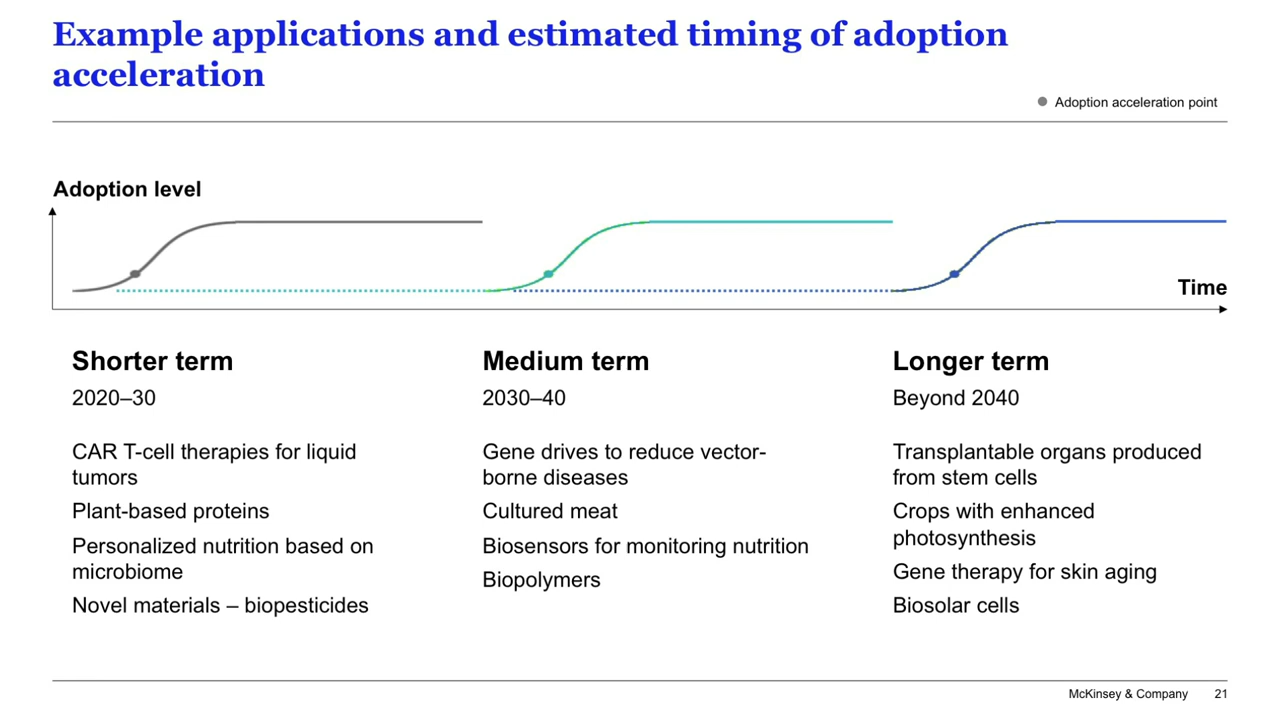 Example applications and estimated timing of adoption
acceleration
Adoption acceleration point
Adoption level
Time
Shorter term
2020–30
CAR T-cell therapies for liquid
tumors
Plant-based proteins
Personalized nutrition based on
microbiome
Novel materials – biopesticides
Medium term
2030–40
Gene drives to reduce vector-
borne diseases
Cultured meat
Biosensors for monitoring nutrition
Biopolymers
Longer term
Beyond 2040
Transplantable organs produced
from stem cells
Crops with enhanced
photosynthesis
Gene therapy for skin aging
Biosolar cells
McKinsey & Company 21